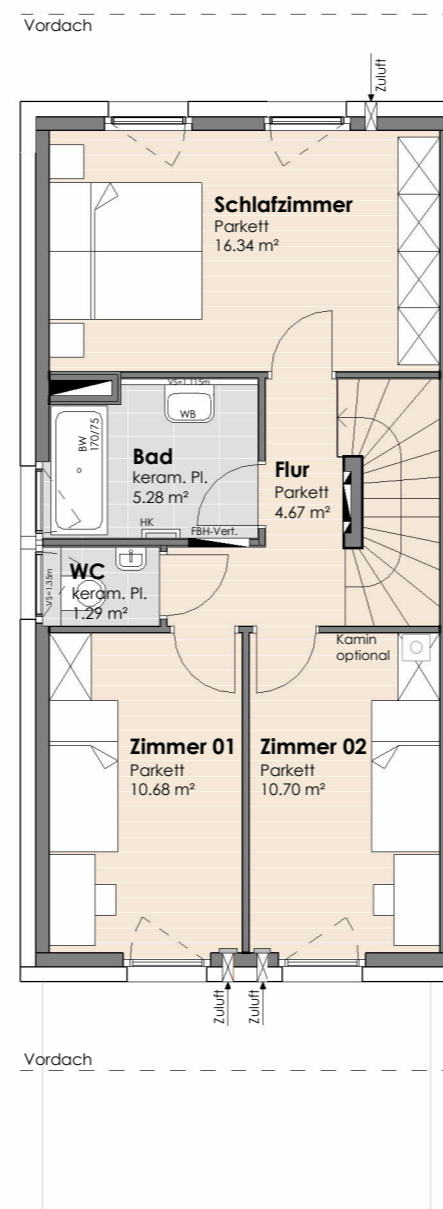 Vordach
Zuluft
Schlafzimmer
Parkett
16.34 m²
VS=1.115m
WB
BW
170/75
Bad
keram. Pl.
5.28 m²
HK
FBH-Vert.
Flur
Parkett
4.67 m²
WC
keram. Pl.
1.29 m²
VS=1.35m
Kamin
optional
Zimmer 01
Parkett
10.68 m²
Zimmer 02
Parkett
10.70 m²
Zuluft
Zuluft
Vordach